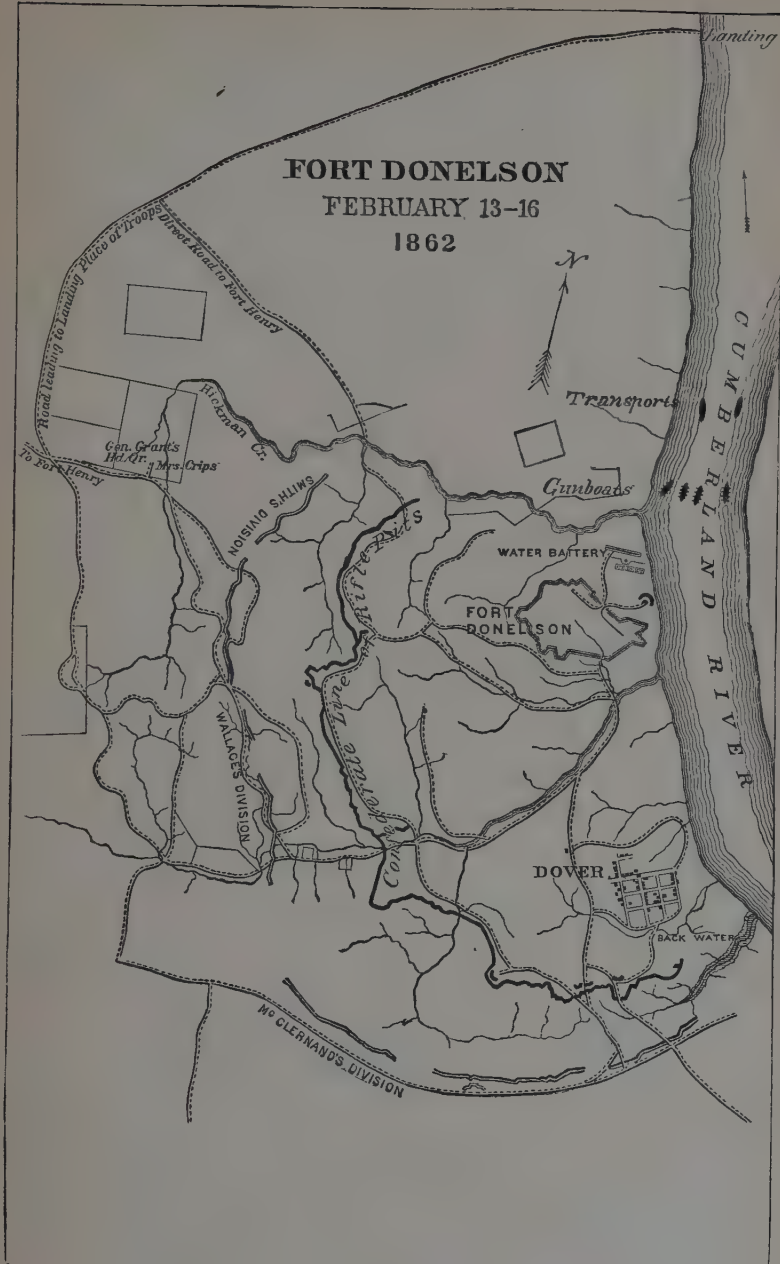 Landing
FORT DONELSON
FEBRUARY 13-16
1862
Road leading to Landing Place of Troops
Direct Road to Fort Henry
N
CUMBERLAND RIVER
Transports
Hickman Cr.
Gen. Grant's
Hd. Qr.
Mrs. Crips
To Fort Henry
SMITH'S DIVISION
Gunboats
WATER BATTERY
FORT
DONELSON
Confederate Line Rifle Pits
WALLACE'S DIVISION
DOVER
BACK WATER
McCLERNAND'S DIVISION